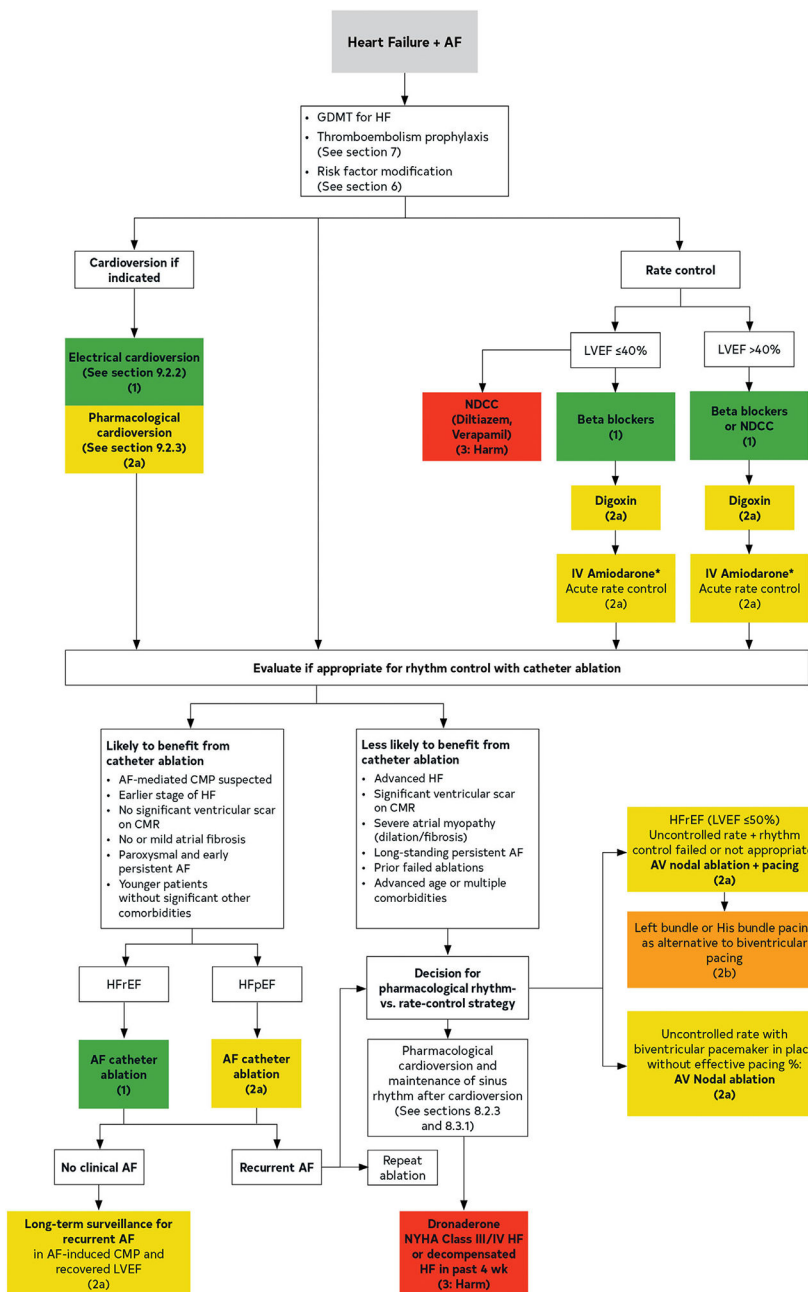 Heart Failure + AF
• GDMT for HF
• Thromboembolism prophylaxis
(See section 7)
• Risk factor modification
(See section 6)
Cardioversion if
indicated
Rate control
Electrical cardioversion
(See section 9.2.2)
(1)
Pharmacological
cardioversion
(See section 9.2.3)
(2a)
LVEF ≤40%
LVEF >40%
NDCC
(Diltiazem,
Verapamil)
(3: Harm)
Beta blockers
(1)
Beta blockers
or NDCC
(1)
Digoxin
(2a)
Digoxin
(2a)
IV Amiodarone*
Acute rate control
(2a)
IV Amiodarone*
Acute rate control
(2a)
Evaluate if appropriate for rhythm control with catheter ablation
Likely to benefit from
catheter ablation
• AF-mediated CMP suspected
• Earlier stage of HF
• No significant ventricular scar
on CMR
• No or mild atrial fibrosis
• Paroxysmal and early
persistent AF
• Younger patients
without significant other
comorbidities
Less likely to benefit from
catheter ablation
• Advanced HF
• Significant ventricular scar
on CMR
• Severe atrial myopathy
(dilation/fibrosis)
• Long-standing persistent AF
• Prior failed ablations
• Advanced age or multiple
comorbidities
HFrEF (LVEF ≤50%)
Uncontrolled rate + rhythm
control failed or not appropriate
AV nodal ablation + pacing
(2a)
Left bundle or His bundle pacin
as alternative to biventricular
pacing
(2b)
HFrEF
HFpEF
Decision for
pharmacological rhythm-
vs. rate-control strategy
AF catheter
ablation
(1)
AF catheter
ablation
(2a)
Pharmacological
cardioversion and
maintenance of sinus
rhythm after cardioversion
(See sections 8.2.3
and 8.3.1)
Uncontrolled rate with
biventricular pacemaker in plac
without effective pacing %:
AV Nodal ablation
(2a)
No clinical AF
Recurrent AF
Repeat
ablation
Long-term surveillance for
recurrent AF
in AF-induced CMP and
recovered LVEF
(2a)
Dronaderone
NYHA Class III/IV HF
or decompensated
HF in past 4 wk
(3: Harm)